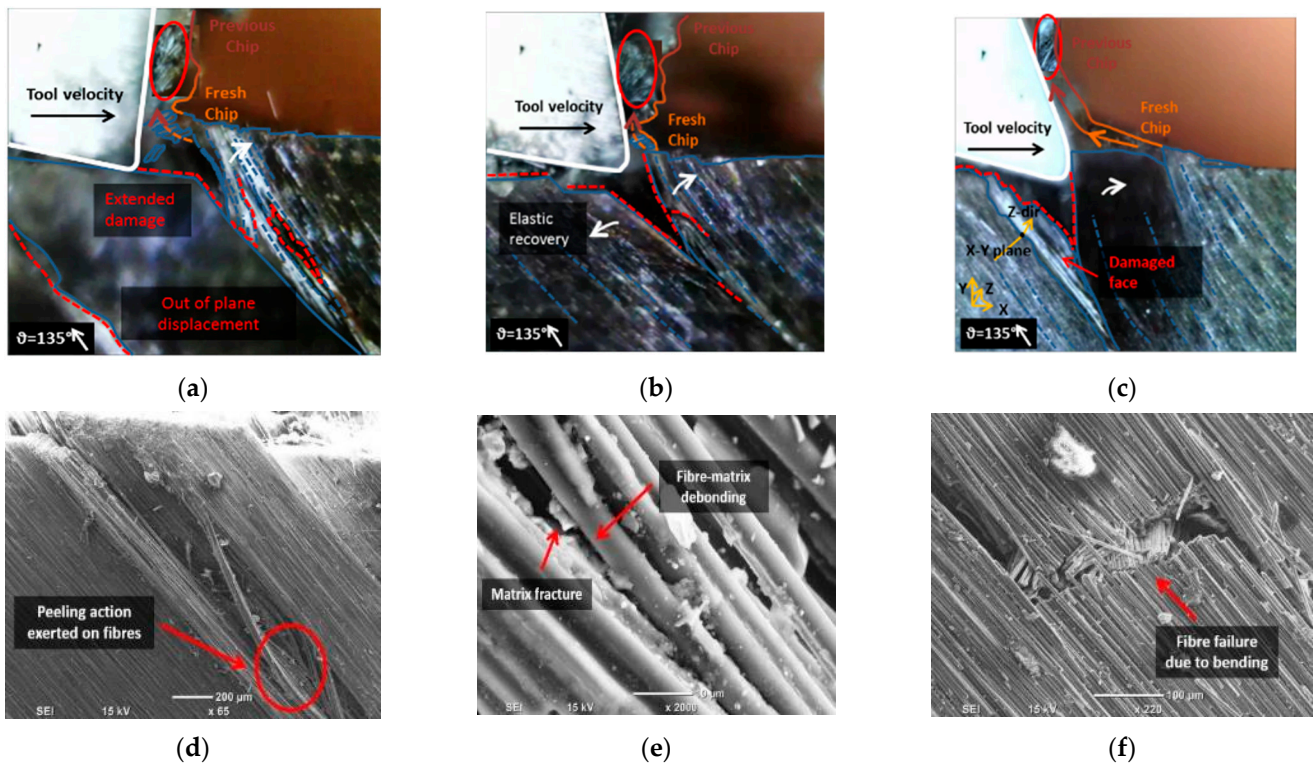 Previous
Chip
Tool velocity
Fresh
Chip
Extended
damage
Out of plane
displacement
ϑ=135°
(a)
Previous
Chip
Tool velocity
Fresh
Chip
Elastic
recovery
ϑ=135°
(b)
Previous
Chip
Tool velocity
Fresh
Chip
Z-dir
X-Y plane
Damaged
face
Y
Z
X
ϑ=135°
(c)
Peeling action
exerted on fibres
200 µm
SEI 15 kV x 65
(d)
Fibre-matrix
debonding
Matrix fracture
SEI 15 kV x 2000
(e)
Fibre failure
due to bending
100 µm
SEI 15 kV x 220
(f)